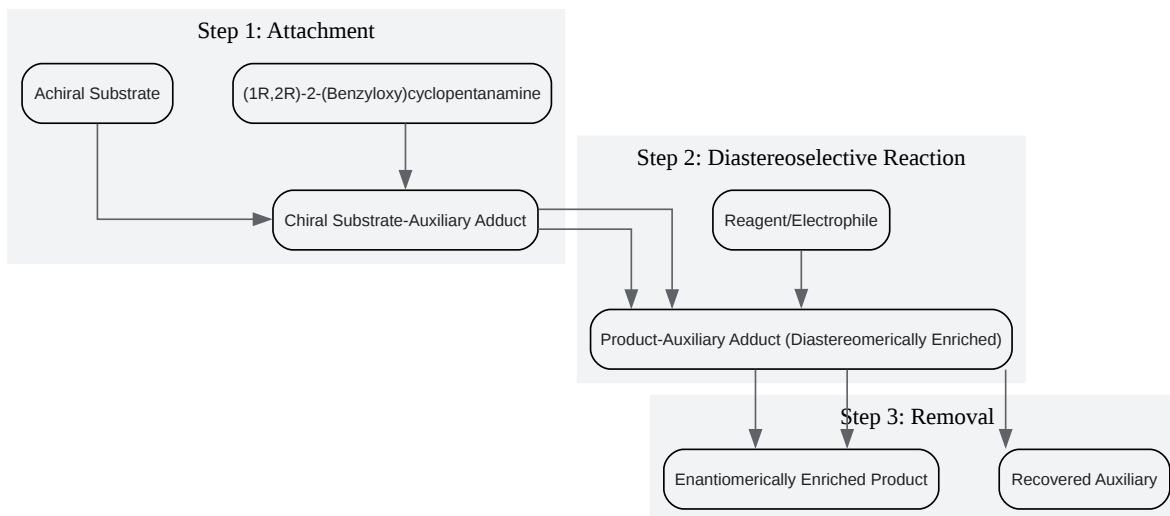 Step 1: Attachment
Achiral Substrate
(1R,2R)-2-(Benzyloxy)cyclopentanamine
Chiral Substrate-Auxiliary Adduct
Step 2: Diastereoselective Reaction
Reagent/Electrophile
Product-Auxiliary Adduct (Diastereomerically Enriched)
Step 3: Removal
Enantiomerically Enriched Product
Recovered Auxiliary